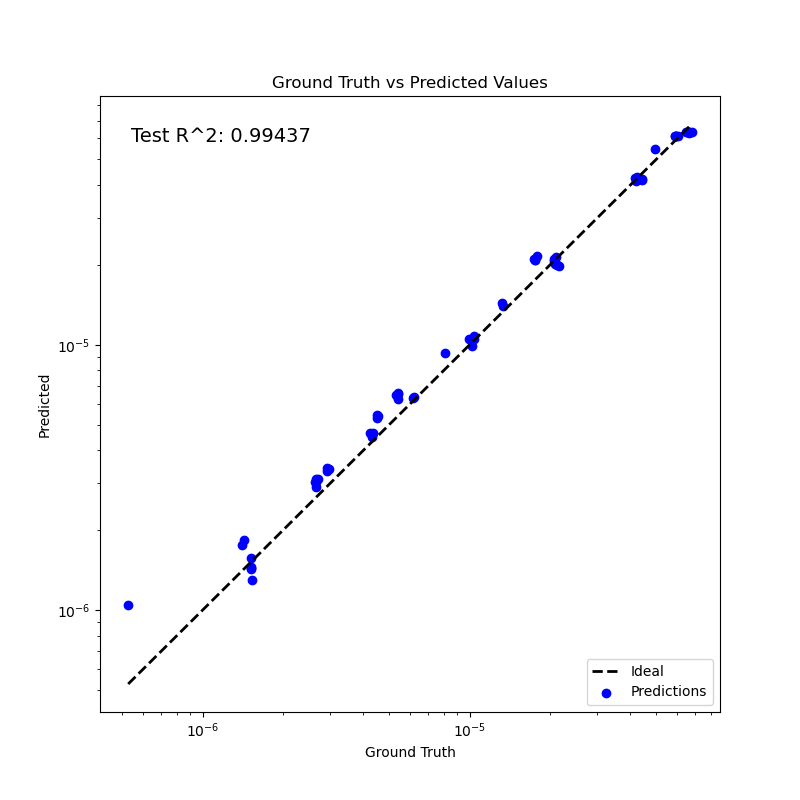 Ground Truth vs Predicted Values
Test R^2: 0.99437
10⁻⁵
10⁻⁶
Predicted
10⁻⁶
10⁻⁵
Ground Truth
Ideal
Predictions